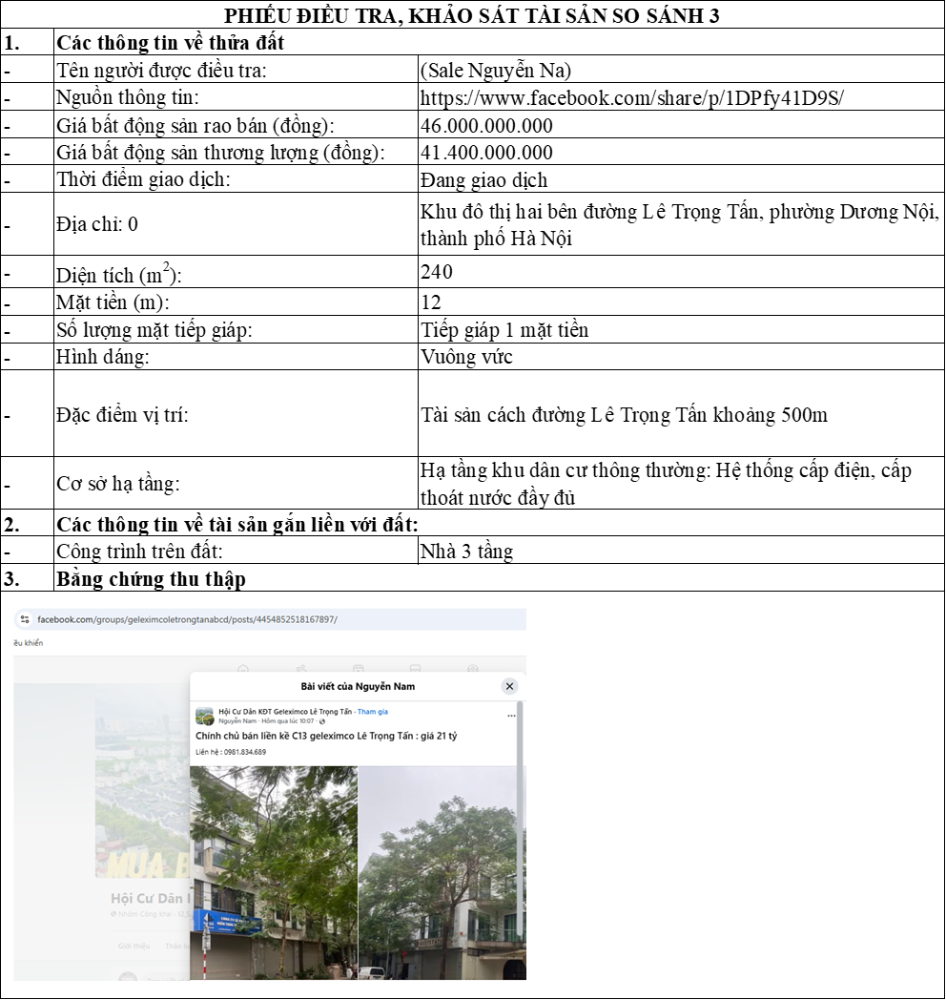 PHIẾU ĐIỀU TRA, KHẢO SÁT TÀI SẢN SO SÁNH 3
1. Các thông tin về thửa đất
- Tên người được điều tra: (Sale Nguyễn Na)
- Nguồn thông tin: https://www.facebook.com/share/p/1DPfy41D9S/
- Giá bất động sản rao bán (đồng): 46.000.000.000
- Giá bất động sản thương lượng (đồng): 41.400.000.000
- Thời điểm giao dịch: Đang giao dịch
- Địa chỉ: 0 Khu đô thị hai bên đường Lê Trọng Tấn, phường Dương Nội,
thành phố Hà Nội
- Diện tích (m2): 240
- Mặt tiền (m): 12
- Số lượng mặt tiếp giáp: Tiếp giáp 1 mặt tiền
- Hình dáng: Vuông vức
- Đặc điểm vị trí: Tài sản cách đường Lê Trọng Tấn khoảng 500m
- Cơ sở hạ tầng: Hạ tầng khu dân cư thông thường: Hệ thống cấp điện, cấp
thoát nước đầy đủ
2. Các thông tin về tài sản gắn liền với đất:
- Công trình trên đất: Nhà 3 tầng
3. Bằng chứng thu thập
facebook.com/groups/geleximcoletrongtanabcd/posts/4454852518167897/
ều khiển
Bài viết của Nguyễn Nam
Hội Cư Dân KĐT Geleximco Lê Trọng Tấn · Tham gia
Nguyễn Nam · Hôm qua lúc 10:07 ·
Chính chủ bán liền kề C13 geleximco Lê Trọng Tấn : giá 21 tỷ
Liên hệ : 0981.834.689
MUA B
Hội Cư Dân
Nhóm Công khai
Giới thiệu Thảo